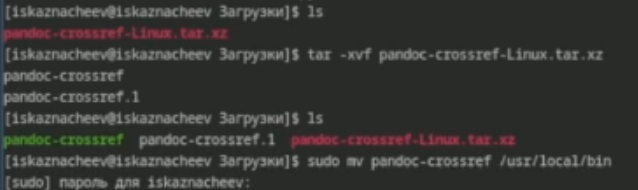 [iskaznacheev@iskaznacheev Загрузки]$ ls
pandoc-crossref-Linux.tar.xz
[iskaznacheev@iskaznacheev Загрузки]$ tar -xvf pandoc-crossref-Linux.tar.xz
pandoc-crossref
pandoc-crossref.1
[iskaznacheev@iskaznacheev Загрузки]$ ls
pandoc-crossref pandoc-crossref.1 pandoc-crossref-Linux.tar.xz
[iskaznacheev@iskaznacheev Загрузки]$ sudo mv pandoc-crossref /usr/local/bin
[sudo] пароль для iskaznacheev: